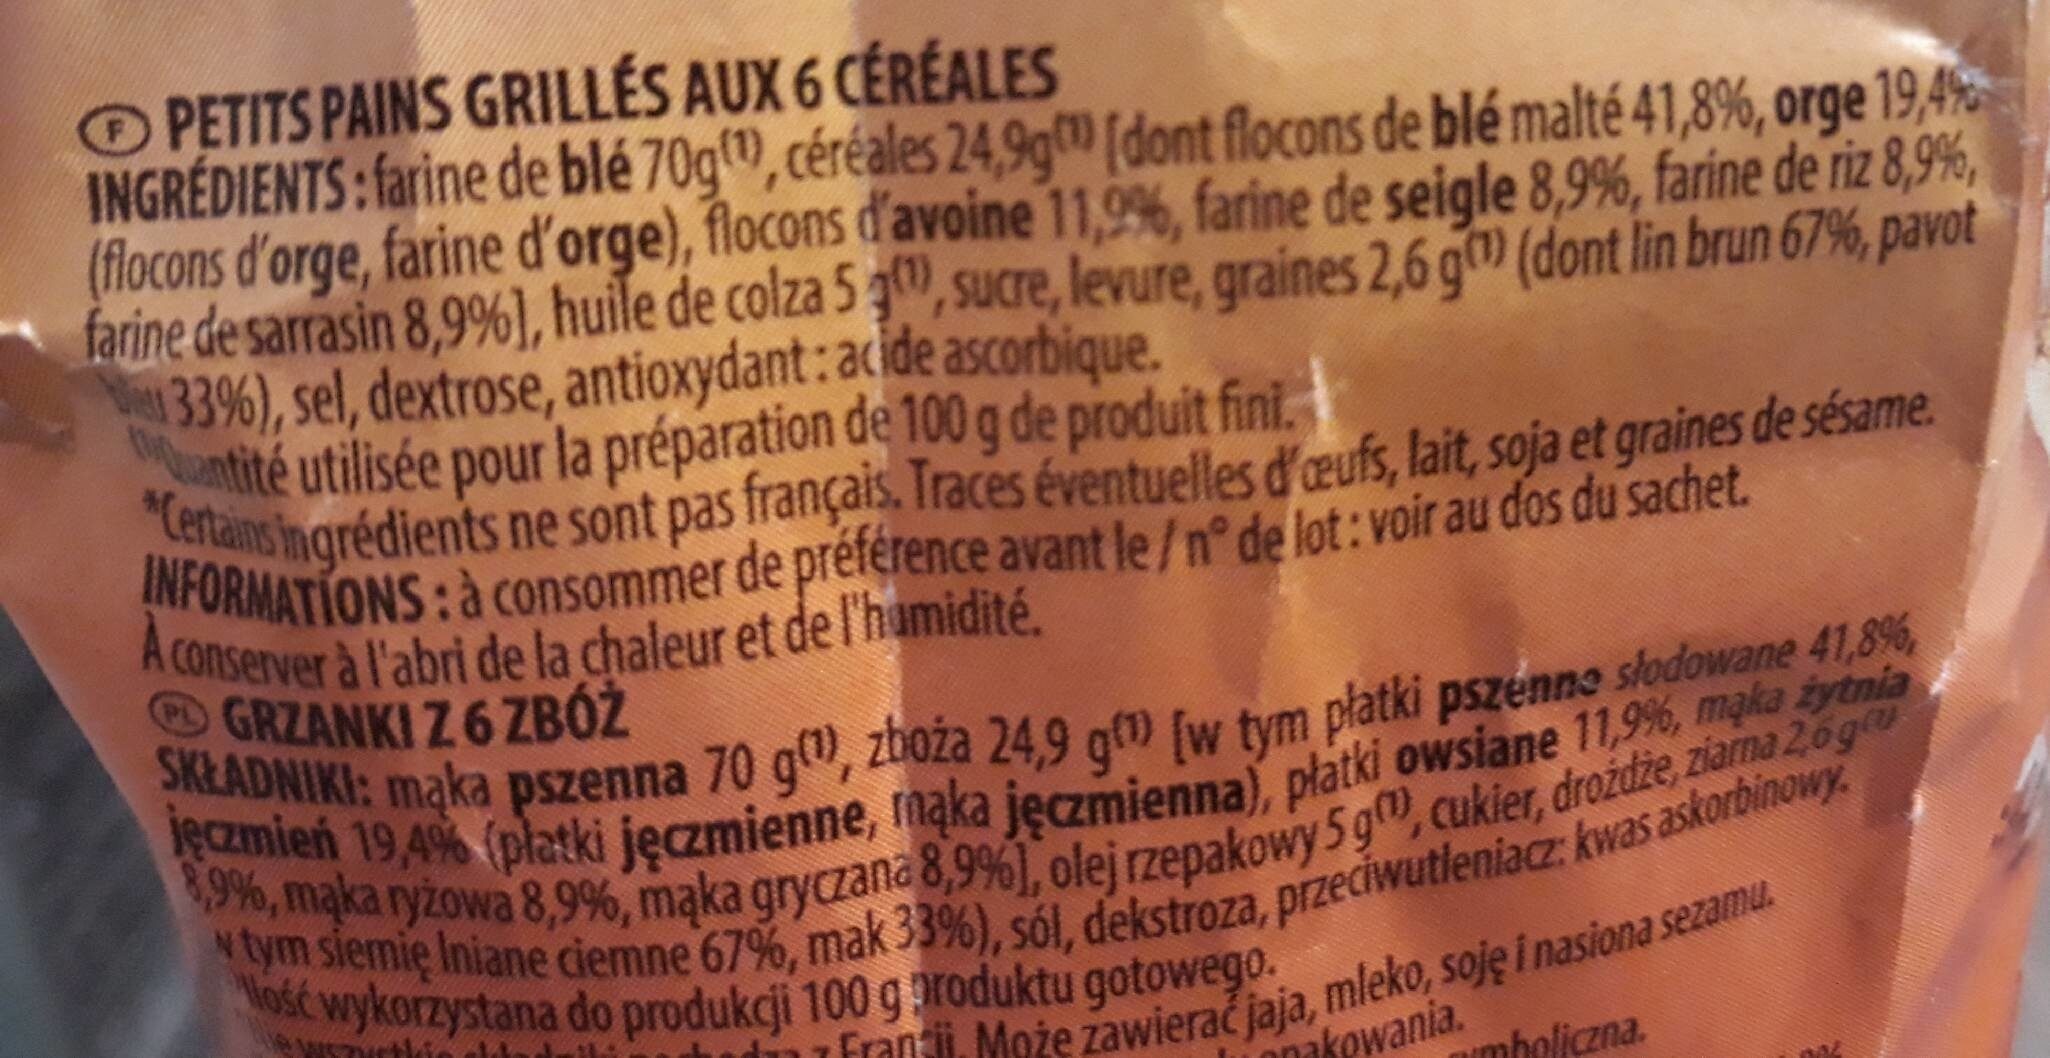 F PETITS PAINS GRILLÉS AUX 6 CÉRÉALES
INGRÉDIENTS : farine de blé 70g⁽¹⁾, céréales 24,9g⁽¹⁾ [dont flocons de blé malté 41,8%, orge 19,4%
(flocons d'orge, farine d'orge), flocons d'avoine 11,9%, farine de seigle 8,9%, farine de riz 8,9%,
farine de sarrasin 8,9%], huile de colza 5 g⁽¹⁾, sucre, levure, graines 2,6 g⁽¹⁾ (dont lin brun 67%, pavot
bleu 33%), sel, dextrose, antioxydant : acide ascorbique.
⁽¹⁾Quantité utilisée pour la préparation de 100 g de produit fini.
*Certains ingrédients ne sont pas français. Traces éventuelles d'œufs, lait, soja et graines de sésame.
INFORMATIONS : à consommer de préférence avant le / n° de lot : voir au dos du sachet.
À conserver à l'abri de la chaleur et de l'humidité.
PL GRZANKI Z 6 ZBÓŻ
SKŁADNIKI: mąka pszenna 70 g⁽¹⁾, zboża 24,9 g⁽¹⁾ [w tym płatki pszenne słodowane 41,8%,
jęczmień 19,4% (płatki jęczmienne, mąka jęczmienna), płatki owsiane 11,9%, mąka żytnia
8,9%, mąka ryżowa 8,9%, mąka gryczana 8,9%], olej rzepakowy 5 g⁽¹⁾, cukier, drożdże, ziarna 2,6 g⁽¹⁾
w tym siemię lniane ciemne 67%, mak 33%), sól, dekstroza, przeciwutleniacz: kwas askorbinowy.
Ilość wykorzystana do produkcji 100 g produktu gotowego.
z Francji. Może zawierać jaja, mleko, soję i nasiona sezamu.